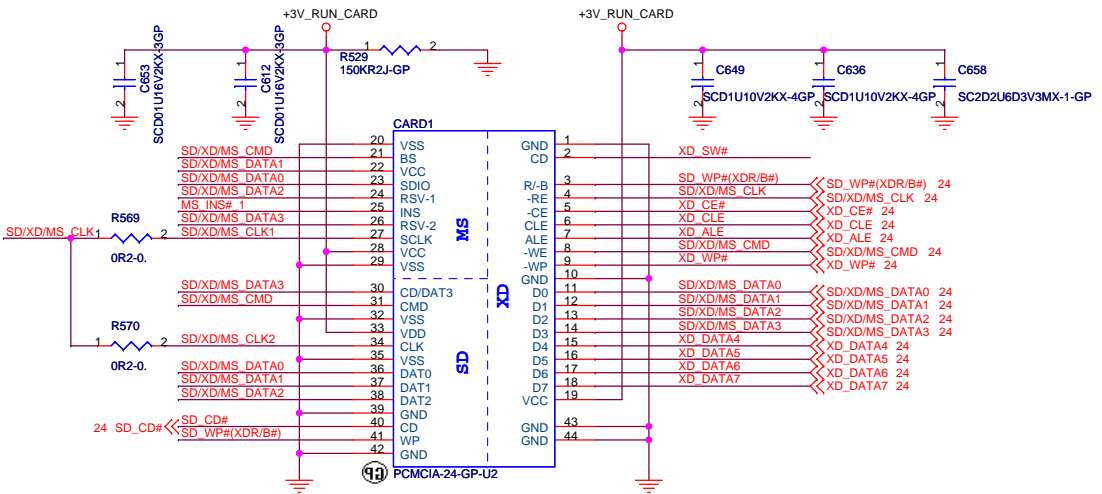 +3V_RUN_CARD
+3V_RUN_CARD
1 R529 2
150KR2J-GP
1 C653 2
SCD01U16V2KX-3GP
1 C612 2
SCD01U16V2KX-3GP
1 C649 2
SCD1U10V2KX-4GP
1 C636 2
SCD1U10V2KX-4GP
1 C658 2
SC2D2U6D3V3MX-1-GP
CARD1
20 VSS
SD/XD/MS_CMD 21 BS
SD/XD/MS_DATA1 22 VCC
SD/XD/MS_DATA0 23 SDIO
SD/XD/MS_DATA2 24 RSV-1
MS_INS#_1 25 INS
SD/XD/MS_DATA3 26 RSV-2
SD/XD/MS_CLK 1 R569 2 SD/XD/MS_CLK1 27 SCLK
0R2-0.
28 VCC
29 VSS
SD/XD/MS_DATA3 30 CD/DAT3
SD/XD/MS_CMD 31 CMD
32 VSS
33 VDD
1 R570 2 SD/XD/MS_CLK2 34 CLK
0R2-0.
35 VSS
SD/XD/MS_DATA0 36 DAT0
SD/XD/MS_DATA1 37 DAT1
SD/XD/MS_DATA2 38 DAT2
39 GND
24 SD_CD# SD_CD# 40 CD
SD_WP#(XDR/B#) 41 WP
42 GND
MS
XD
SD
GND 1
CD 2 XD_SW#
R/-B 3 SD_WP#(XDR/B#) SD_WP#(XDR/B#) 24
-RE 4 SD/XD/MS_CLK SD/XD/MS_CLK 24
-CE 5 XD_CE# XD_CE# 24
CLE 6 XD_CLE XD_CLE 24
ALE 7 XD_ALE XD_ALE 24
-WE 8 SD/XD/MS_CMD SD/XD/MS_CMD 24
-WP 9 XD_WP# XD_WP# 24
GND 10
D0 11 SD/XD/MS_DATA0 SD/XD/MS_DATA0 24
D1 12 SD/XD/MS_DATA1 SD/XD/MS_DATA1 24
D2 13 SD/XD/MS_DATA2 SD/XD/MS_DATA2 24
D3 14 SD/XD/MS_DATA3 SD/XD/MS_DATA3 24
D4 15 XD_DATA4 XD_DATA4 24
D5 16 XD_DATA5 XD_DATA5 24
D6 17 XD_DATA6 XD_DATA6 24
D7 18 XD_DATA7 XD_DATA7 24
VCC 19
GND 43
GND 44
PCMCIA-24-GP-U2